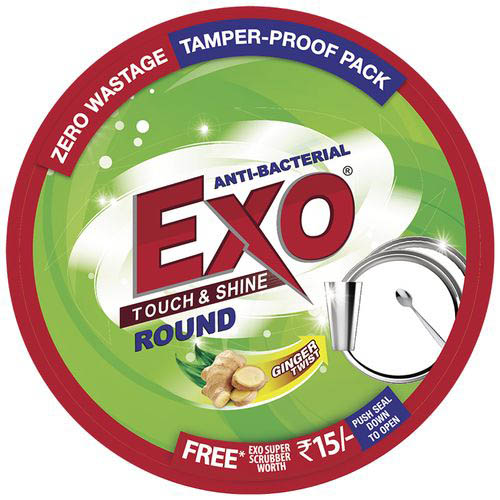 ZERO WASTAGE
TAMPER-PROOF PACK
ANTI-BACTERIAL
EXO®
TOUCH & SHINE
ROUND
GINGER
TWIST
FREE*
EXO SUPER
SCRUBBER
WORTH
₹15/-
PUSH SEAL
DOWN
TO OPEN